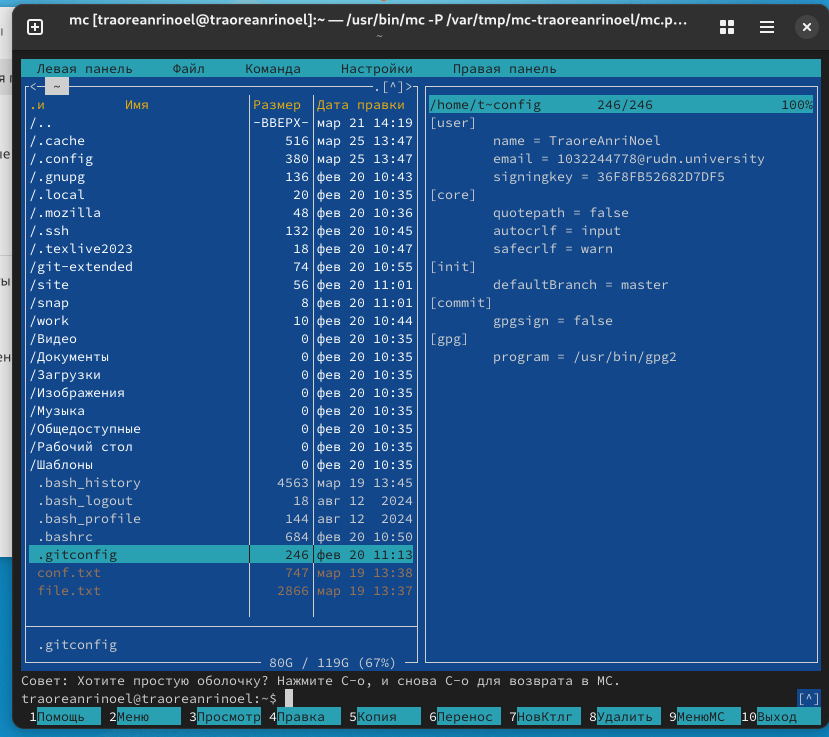 mc [traoreanrinoel@traoreanrinoel]:~ — /usr/bin/mc -P /var/tmp/mc-traoreanrinoel/mc.p…
~
Левая панель Файл Команда Настройки Правая панель
<─ ~ .[^]>
.и Имя Размер Дата правки
/.. -ВВЕРХ- мар 21 14:19
/.cache 516 мар 25 13:47
/.config 380 мар 25 13:47
/.gnupg 136 фев 20 10:43
/.local 20 фев 20 10:35
/.mozilla 48 фев 20 10:36
/.ssh 132 фев 20 10:45
/.texlive2023 18 фев 20 10:47
/git-extended 74 фев 20 10:55
/site 56 фев 20 11:01
/snap 8 фев 20 11:01
/work 10 фев 20 10:44
/Видео 0 фев 20 10:35
/Документы 0 фев 20 10:35
/Загрузки 0 фев 20 10:35
/Изображения 0 фев 20 10:35
/Музыка 0 фев 20 10:35
/Общедоступные 0 фев 20 10:35
/Рабочий стол 0 фев 20 10:35
/Шаблоны 0 фев 20 10:35
.bash_history 4563 мар 19 13:45
.bash_logout 18 авг 12 2024
.bash_profile 144 авг 12 2024
.bashrc 684 фев 20 10:50
.gitconfig 246 фев 20 11:13
conf.txt 747 мар 19 13:38
file.txt 2866 мар 19 13:37
.gitconfig
80G / 119G (67%)
/home/t~config 246/246 100%
[user]
name = TraoreAnriNoel
email = 1032244778@rudn.university
signingkey = 36F8FB52682D7DF5
[core]
quotepath = false
autocrlf = input
safecrlf = warn
[init]
defaultBranch = master
[commit]
gpgsign = false
[gpg]
program = /usr/bin/gpg2
Совет: Хотите простую оболочку? Нажмите C-o, и снова C-o для возврата в MC.
traoreanrinoel@traoreanrinoel:~$ [^]
1Помощь 2Меню 3Просмотр 4Правка 5Копия 6Перенос 7НовКтлг 8Удалить 9МенюMC 10Выход